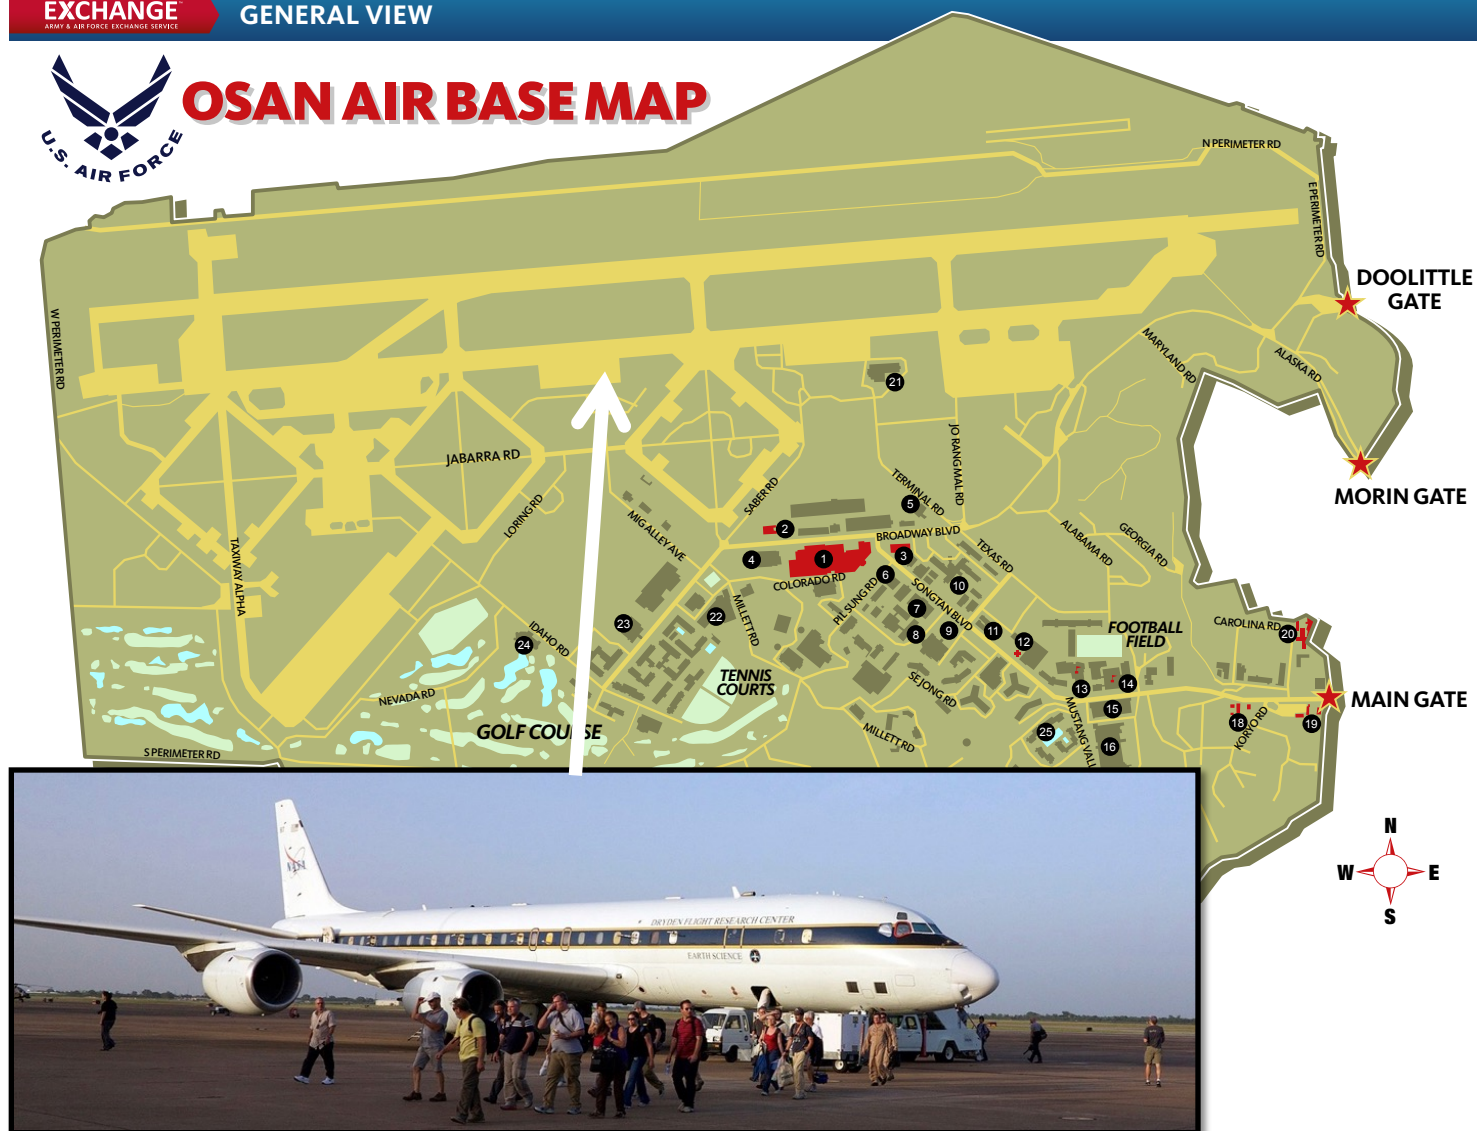 EXCHANGE
ARMY & AIR FORCE EXCHANGE SERVICE
GENERAL VIEW
U.S. AIR FORCE
OSAN AIR BASE MAP
N PERIMETER RD
E PERIMETER RD
DOOLITTLE
GATE
W PERIMETER RD
MARYLAND RD
ALASKA RD
21
JABARRA RD
JO RANG MAL RD
MORIN GATE
LORING RD
SABER RD
TERMINAL RD
5
MIG ALLEY AVE
2
BROADWAY BLVD
ALABAMA RD
GEORGIA RD
TAXIWAY ALPHA
4
1
3
TEXAS RD
COLORADO RD
6
10
PIL SUNG RD
SONGTAN BLVD
MILLETT RD
22
23
7
8
9
11
12
FOOTBALL
FIELD
CAROLINA RD
20
24
IDAHO RD
TENNIS
COURTS
SEJONG RD
13
14
NEVADA RD
MAIN GATE
15
MUSTANG VALL
18
KORYO RD
19
GOLF COURSE
MILLETT RD
25
16
S PERIMETER RD
N
W
E
S
NASA
DRYDEN FLIGHT RESEARCH CENTER
EARTH SCIENCE